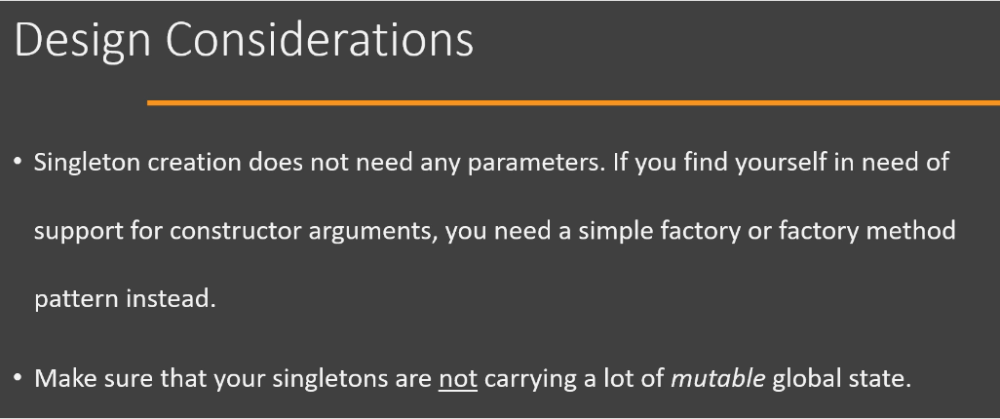 Design Considerations
• Singleton creation does not need any parameters. If you find yourself in need of
support for constructor arguments, you need a simple factory or factory method
pattern instead.
• Make sure that your singletons are not carrying a lot of mutable global state.